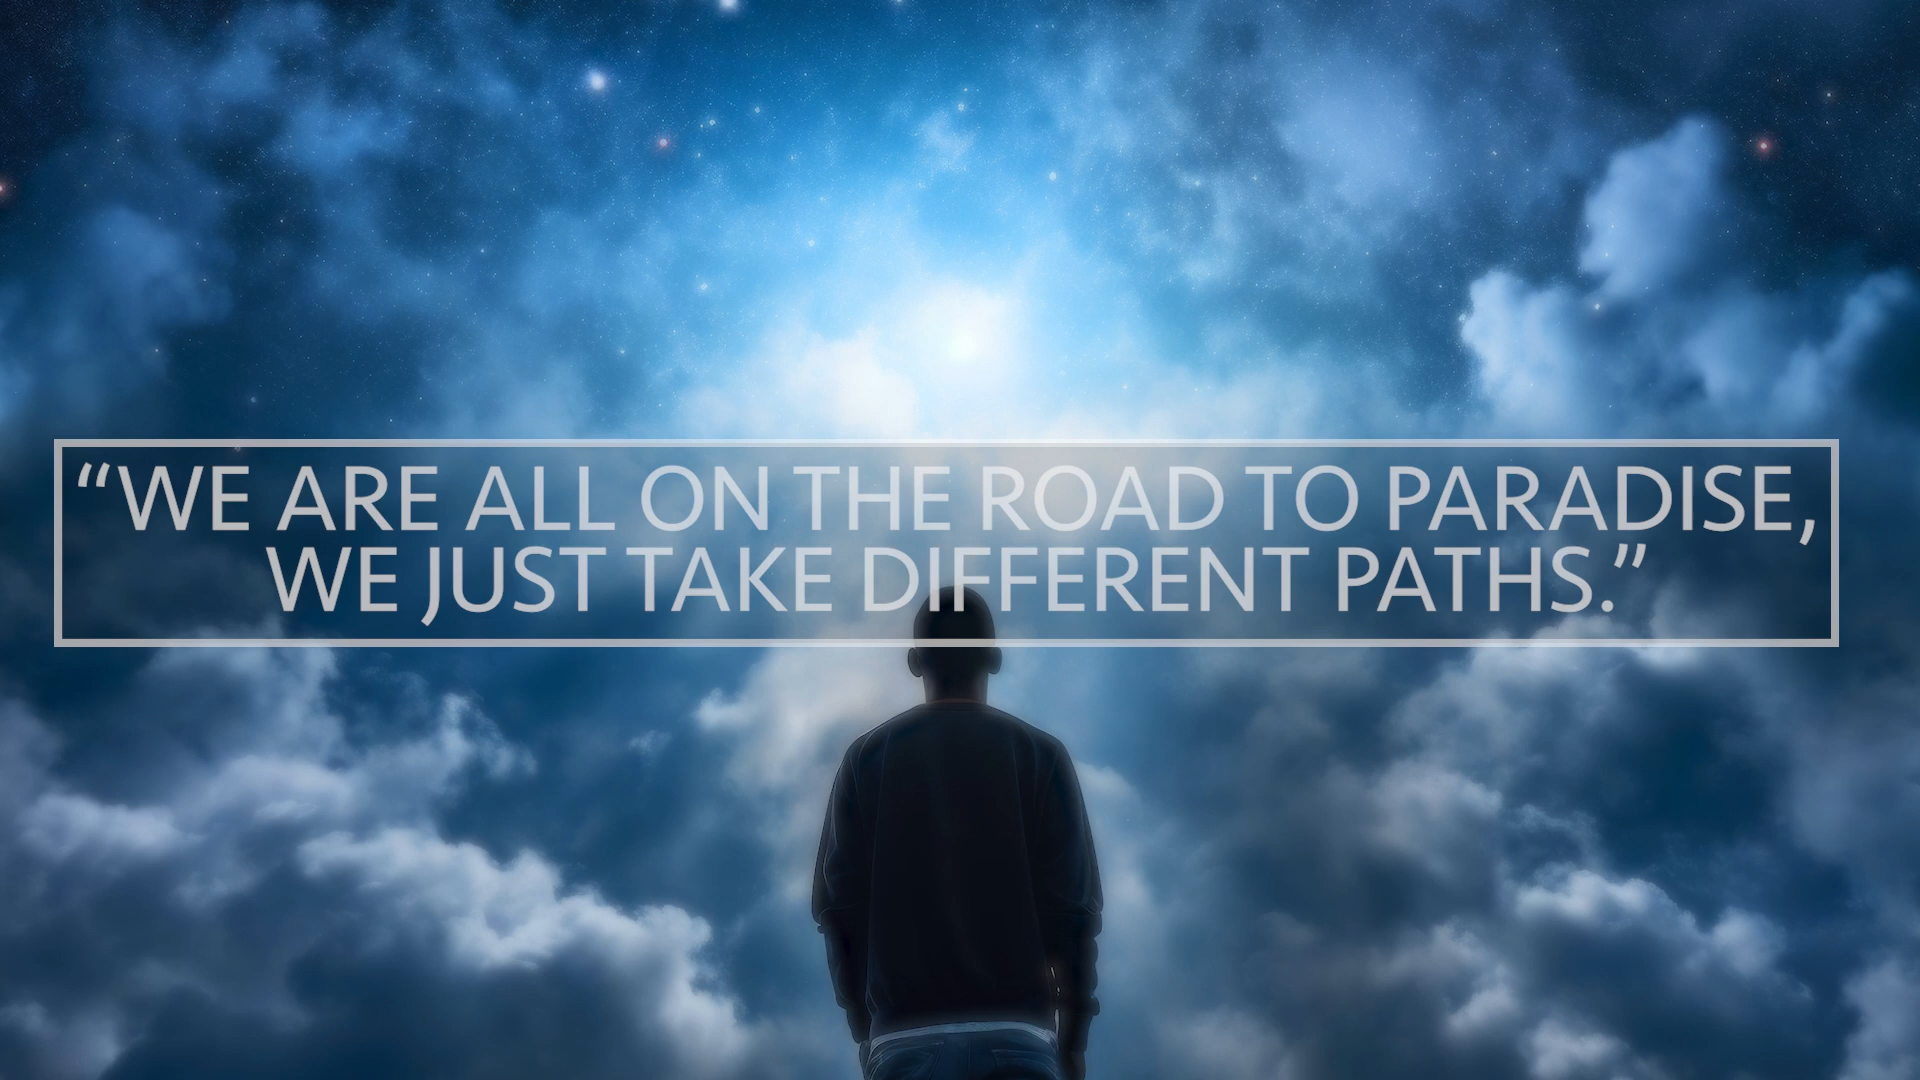 “WE ARE ALL ON THE ROAD TO PARADISE,
WE JUST TAKE DIFFERENT PATHS.”